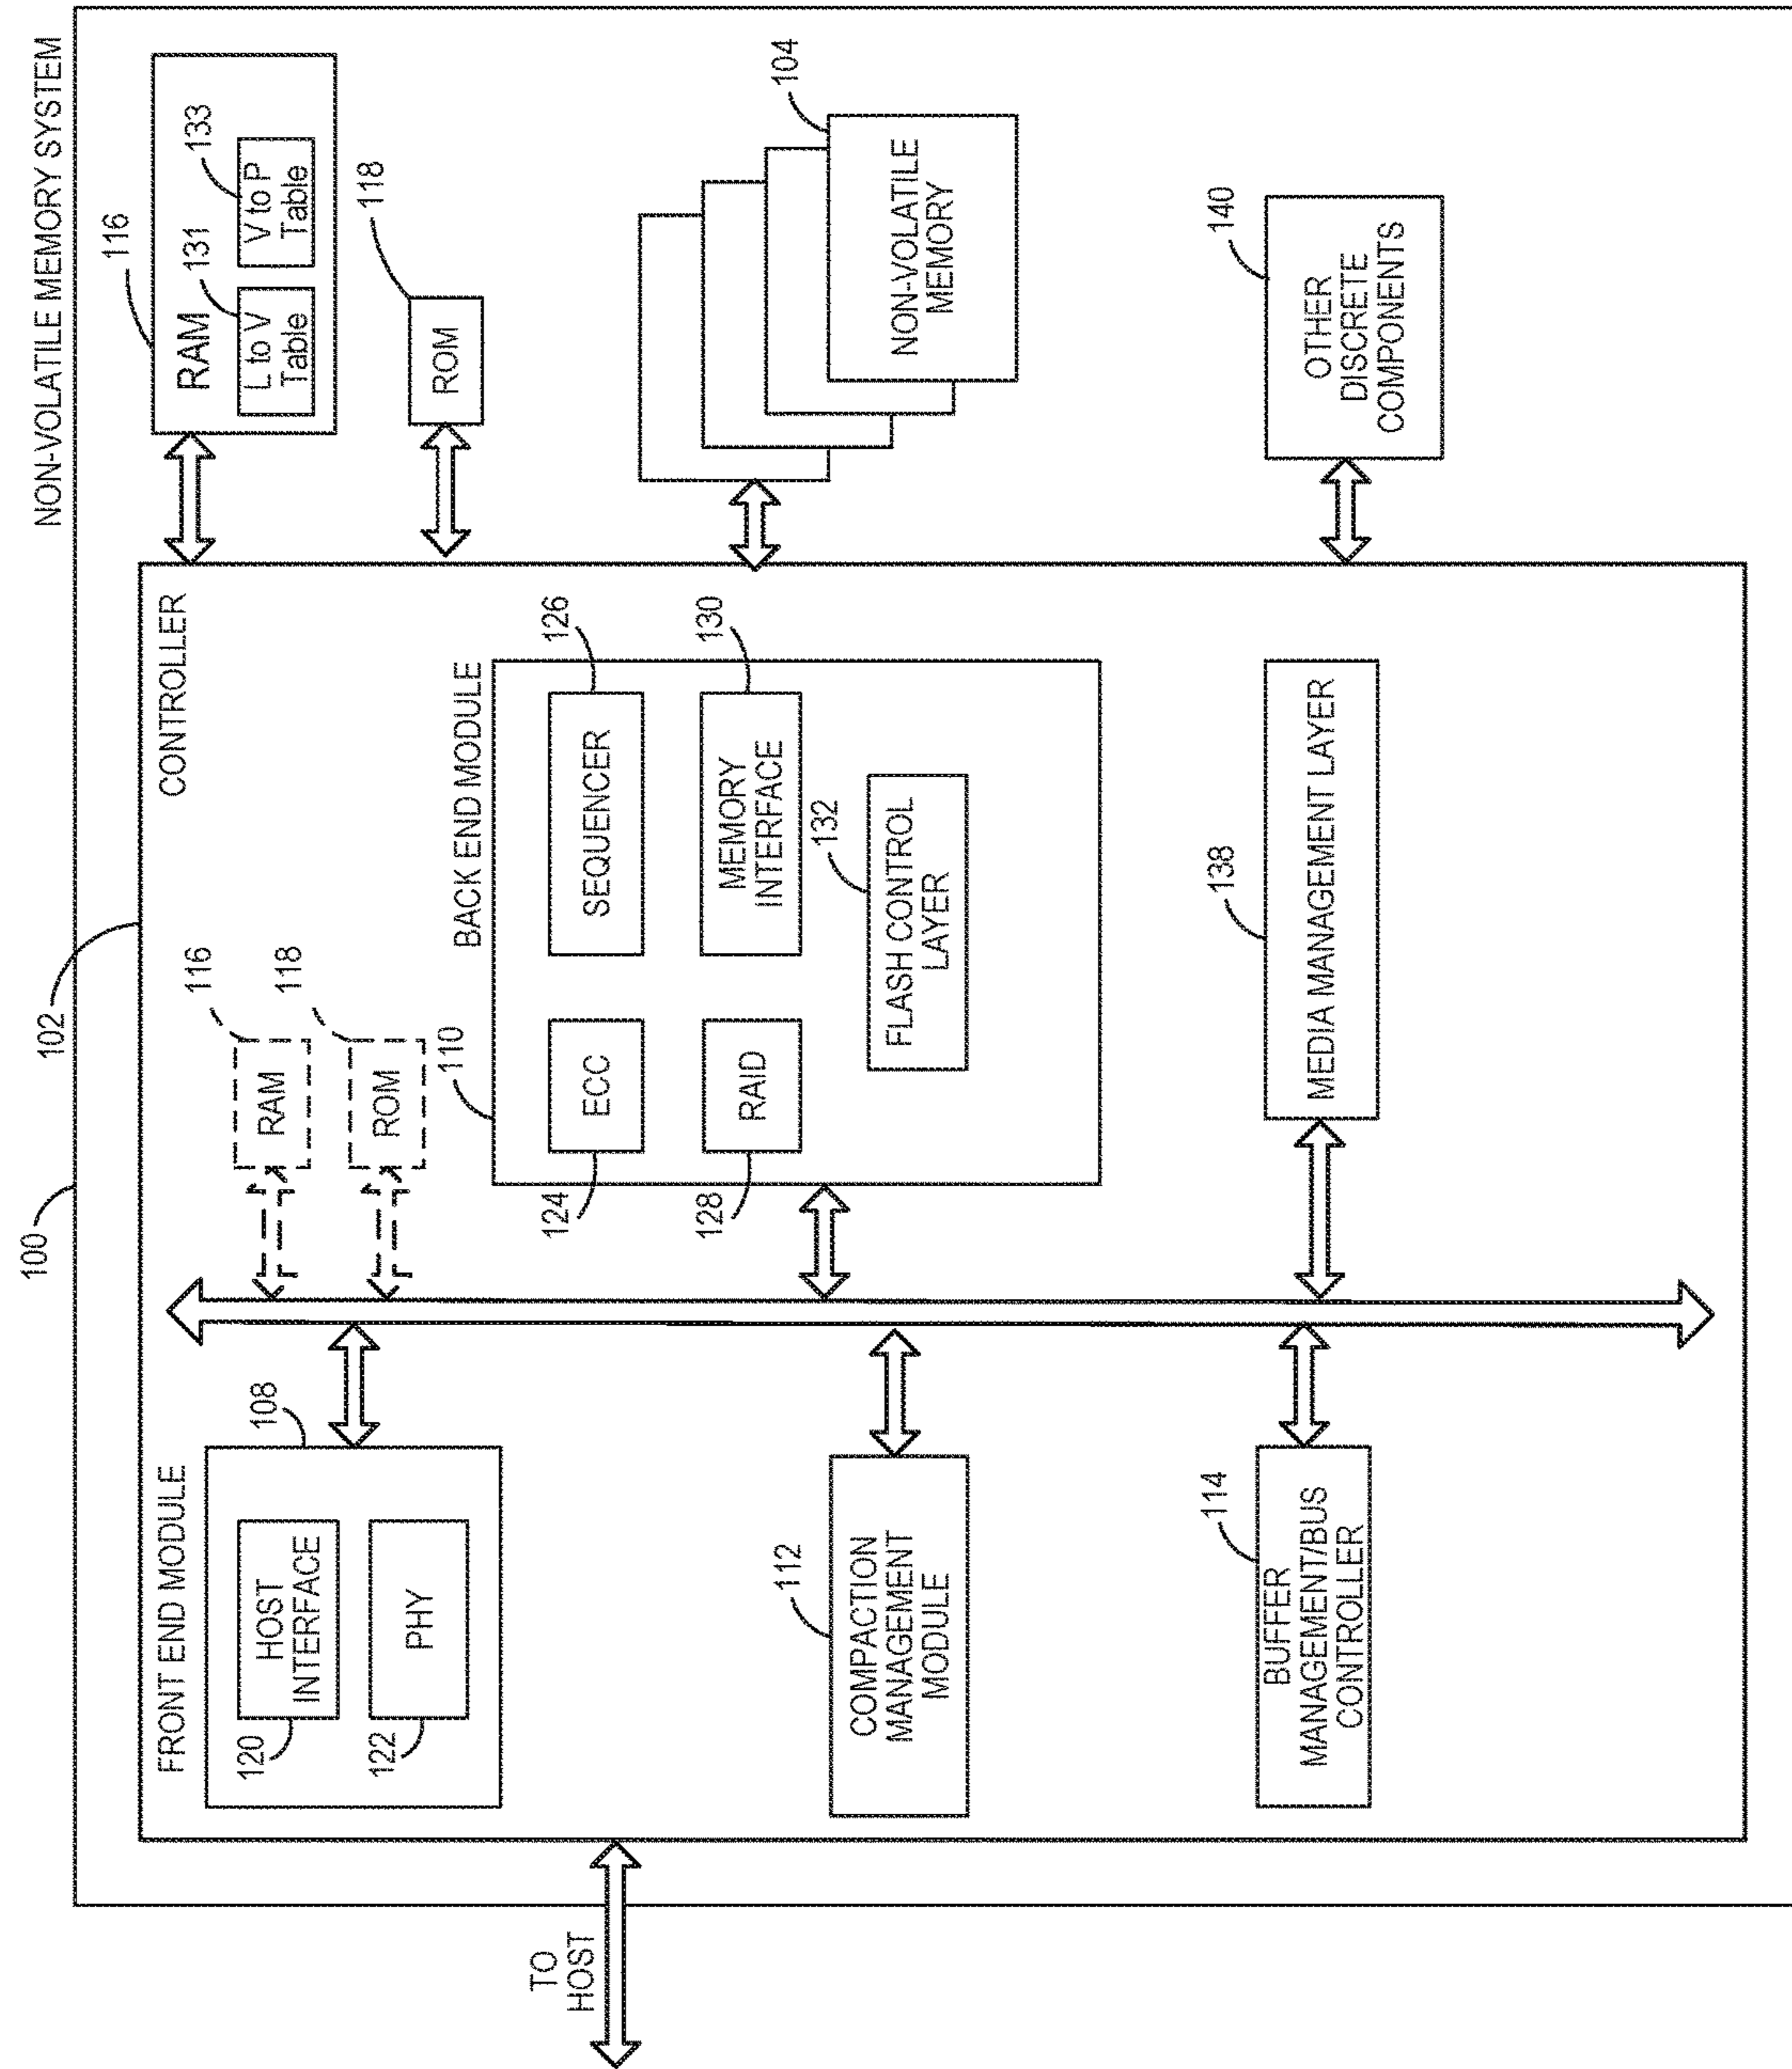 NON-VOLATILE MEMORY SYSTEM
100
102
CONTROLLER
TO
HOST
FRONT END MODULE
108
HOST
INTERFACE
120
PHY
122
116
RAM
118
ROM
BACK END MODULE
110
ECC
124
SEQUENCER
126
RAID
128
MEMORY
INTERFACE
130
FLASH CONTROL
LAYER
132
COMPACTION
MANAGEMENT
MODULE
112
BUFFER
MANAGEMENT/BUS
CONTROLLER
114
MEDIA MANAGEMENT LAYER
138
116
RAM
131
L to V
Table
133
V to P
Table
118
ROM
104
NON-VOLATILE
MEMORY
140
OTHER
DISCRETE
COMPONENTS